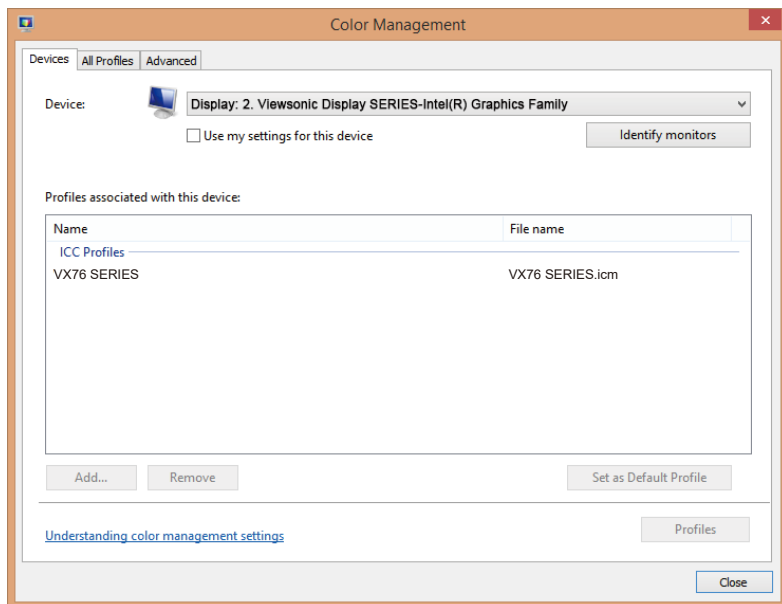 Color Management
Devices All Profiles Advanced
Device: Display: 2. Viewsonic Display SERIES-Intel(R) Graphics Family
Use my settings for this device Identify monitors
Profiles associated with this device:
Name File name
ICC Profiles
VX76 SERIES VX76 SERIES.icm
Add... Remove Set as Default Profile
Understanding color management settings Profiles
Close